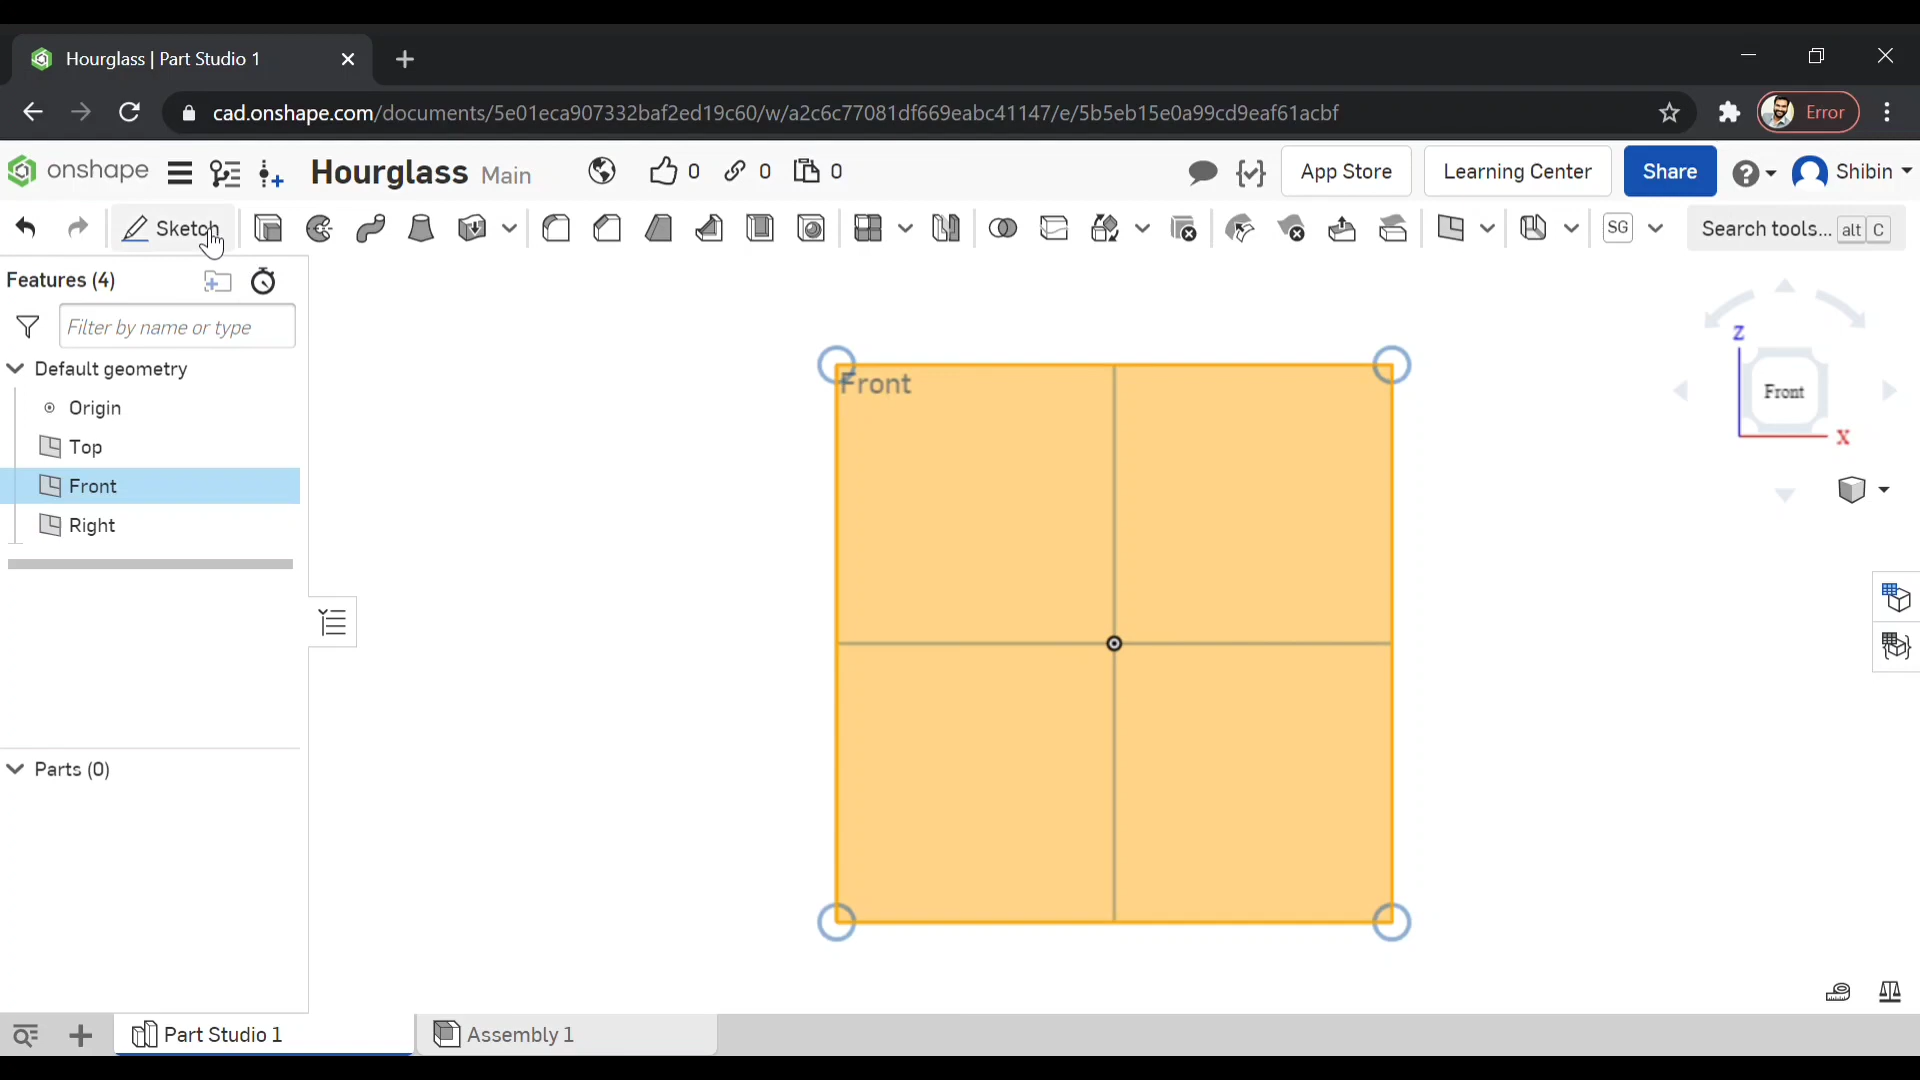 Hourglass | Part Studio 1
cad.onshape.com/documents/5e01eca907332baf2ed19c60/w/a2c6c77081df669eabc41147/e/5b5eb15e0a99cd9eaf61acbf
Error
onshape
Hourglass Main
0
0
0
App Store
Learning Center
Share
Shibin
Sketch
SG
Search tools... alt C
Features (4)
Filter by name or type
Default geometry
Origin
Top
Front
Right
Parts (0)
Front
Z
Front
X
Part Studio 1
Assembly 1